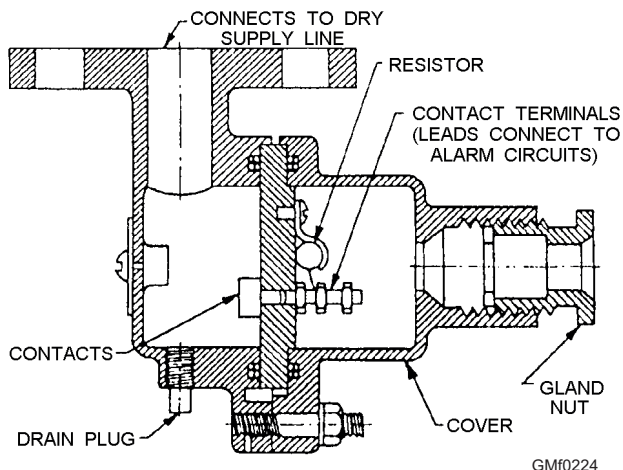 CONNECTS TO DRY
SUPPLY LINE
RESISTOR
CONTACT TERMINALS
(LEADS CONNECT TO
ALARM CIRCUITS)
CONTACTS
GLAND
NUT
COVER
DRAIN PLUG
GMf0224